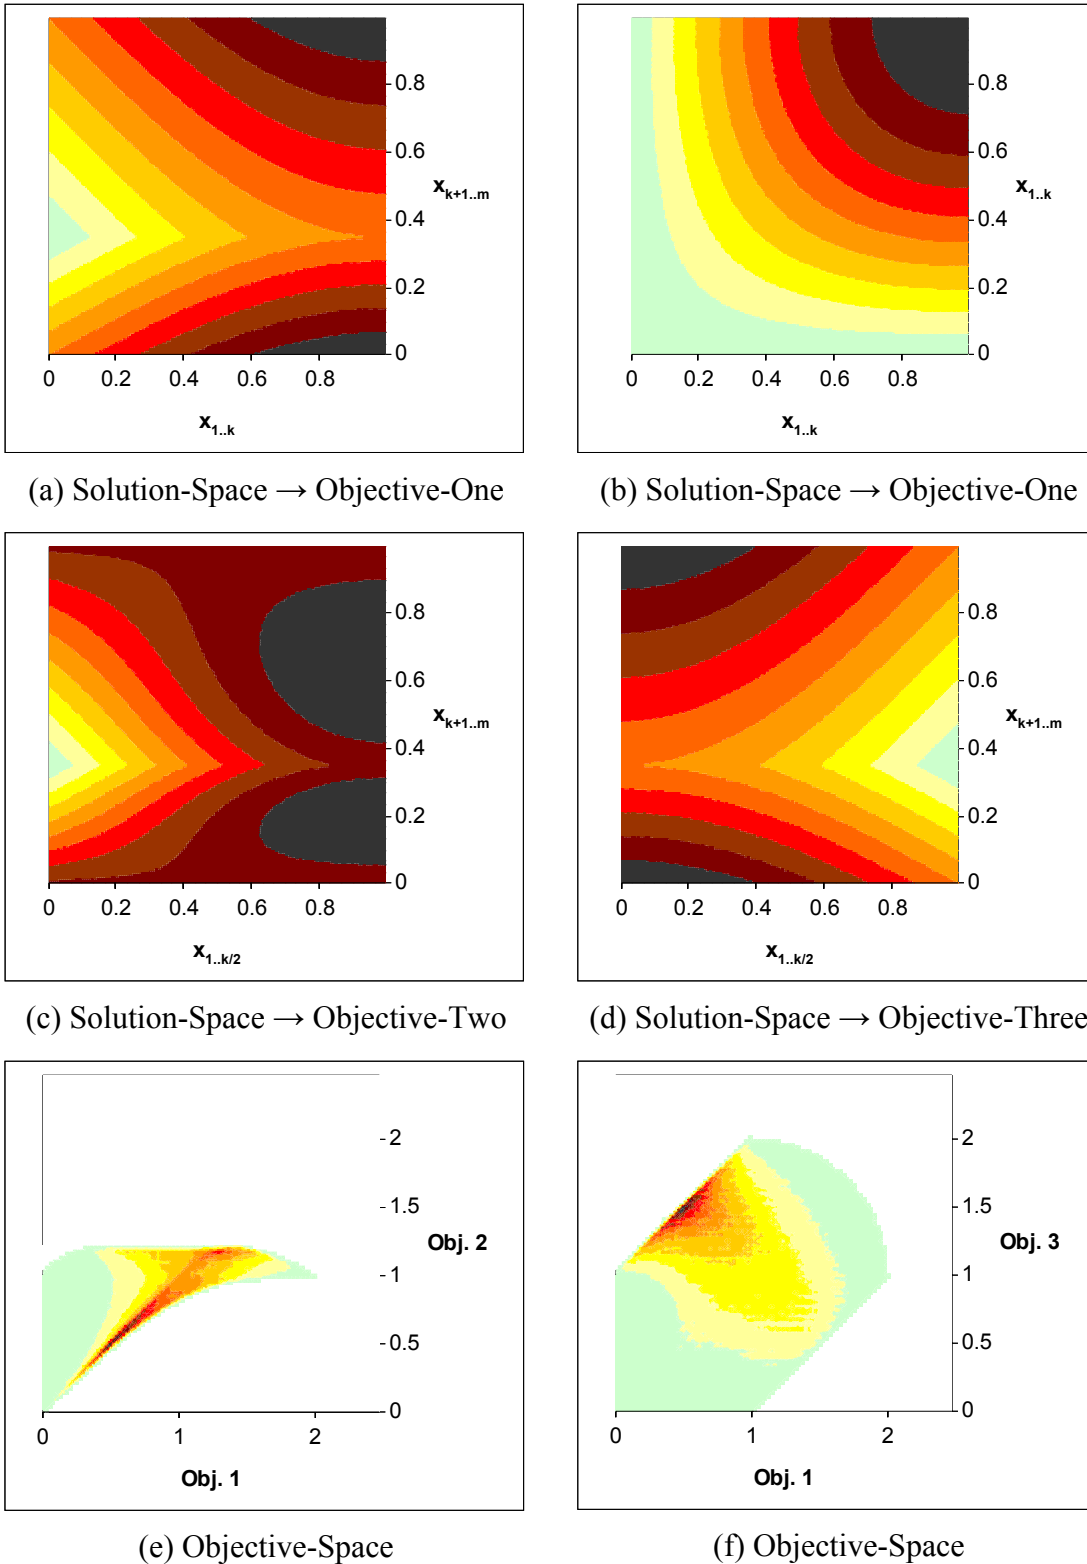 0.8
0.6
x_{k+1..m}
0.4
0.2
0
0 0.2 0.4 0.6 0.8
x_{1..k}
(a) Solution-Space → Objective-One
0.8
0.6
x_{1..k}
0.4
0.2
0
0 0.2 0.4 0.6 0.8
x_{1..k}
(b) Solution-Space → Objective-One
0.8
0.6
x_{k+1..m}
0.4
0.2
0
0 0.2 0.4 0.6 0.8
x_{1..k/2}
(c) Solution-Space → Objective-Two
0.8
0.6
x_{k+1..m}
0.4
0.2
0
0 0.2 0.4 0.6 0.8
x_{1..k/2}
(d) Solution-Space → Objective-Three
2
1.5
Obj. 2
1
0.5
0
0 1 2
Obj. 1
(e) Objective-Space
2
1.5
Obj. 3
1
0.5
0
0 1 2
Obj. 1
(f) Objective-Space